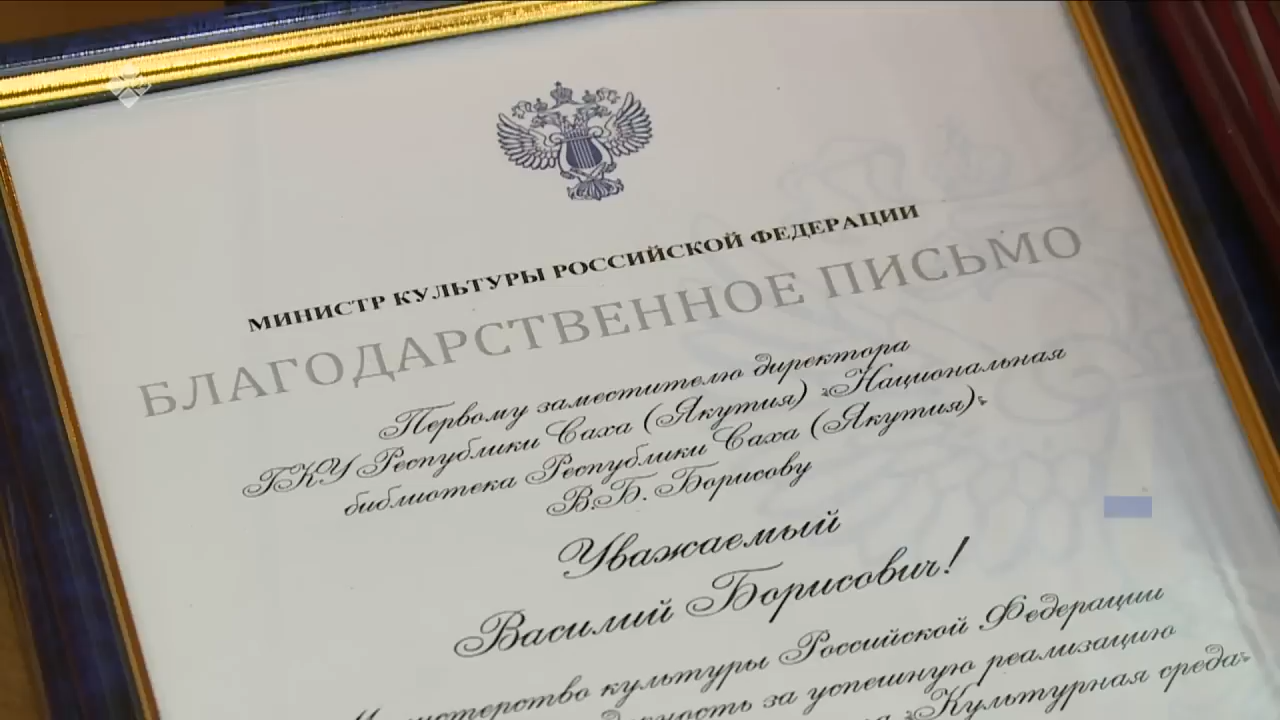 МИНИСТР КУЛЬТУРЫ РОССИЙСКОЙ ФЕДЕРАЦИИ
БЛАГОДАРСТВЕННОЕ ПИСЬМО
Первому заместителю директора
ГКУ Республики Саха (Якутия) «Национальная
библиотека Республики Саха (Якутия)»
В.Б. Борисову
Уважаемый
Василий Борисович!
культуры Российской Федерации
за успешную реализацию
«Культурная среда»